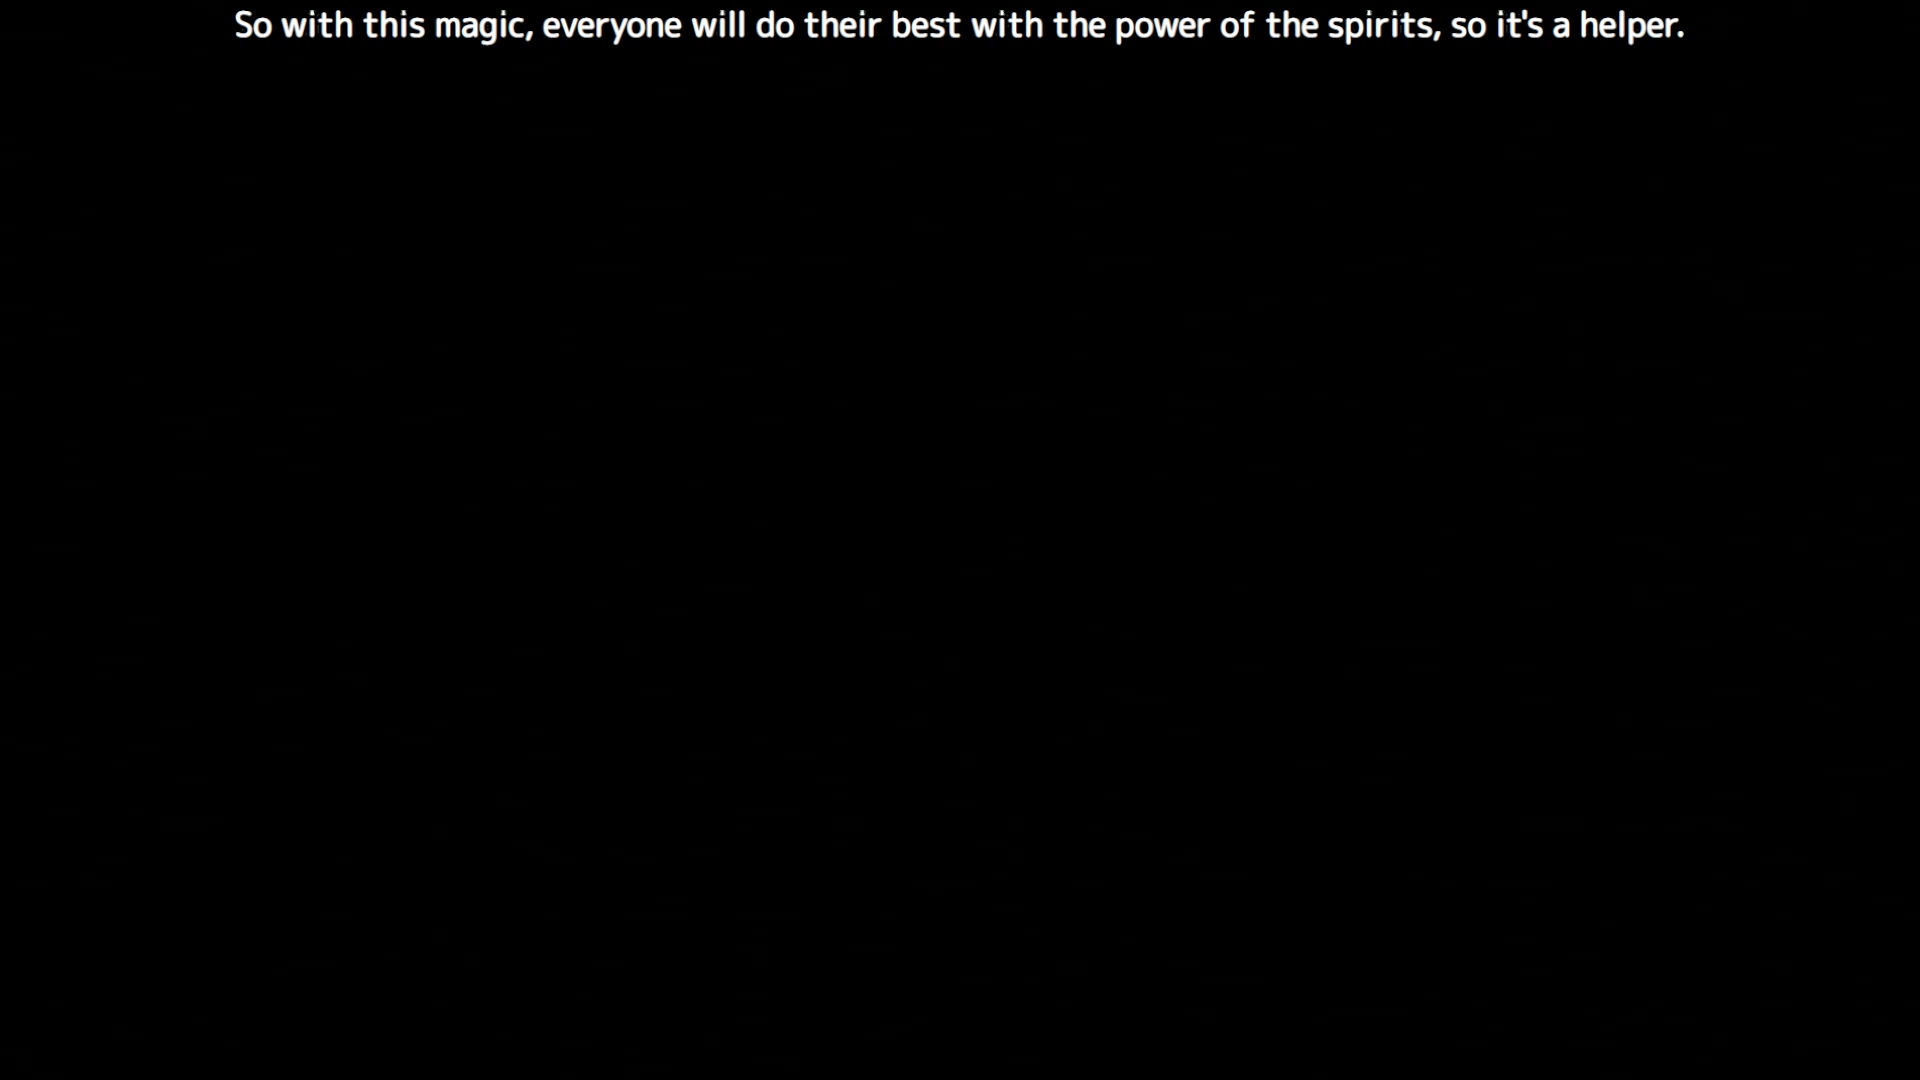 So with this magic, everyone will do their best with the power of the spirits, so it's a helper.